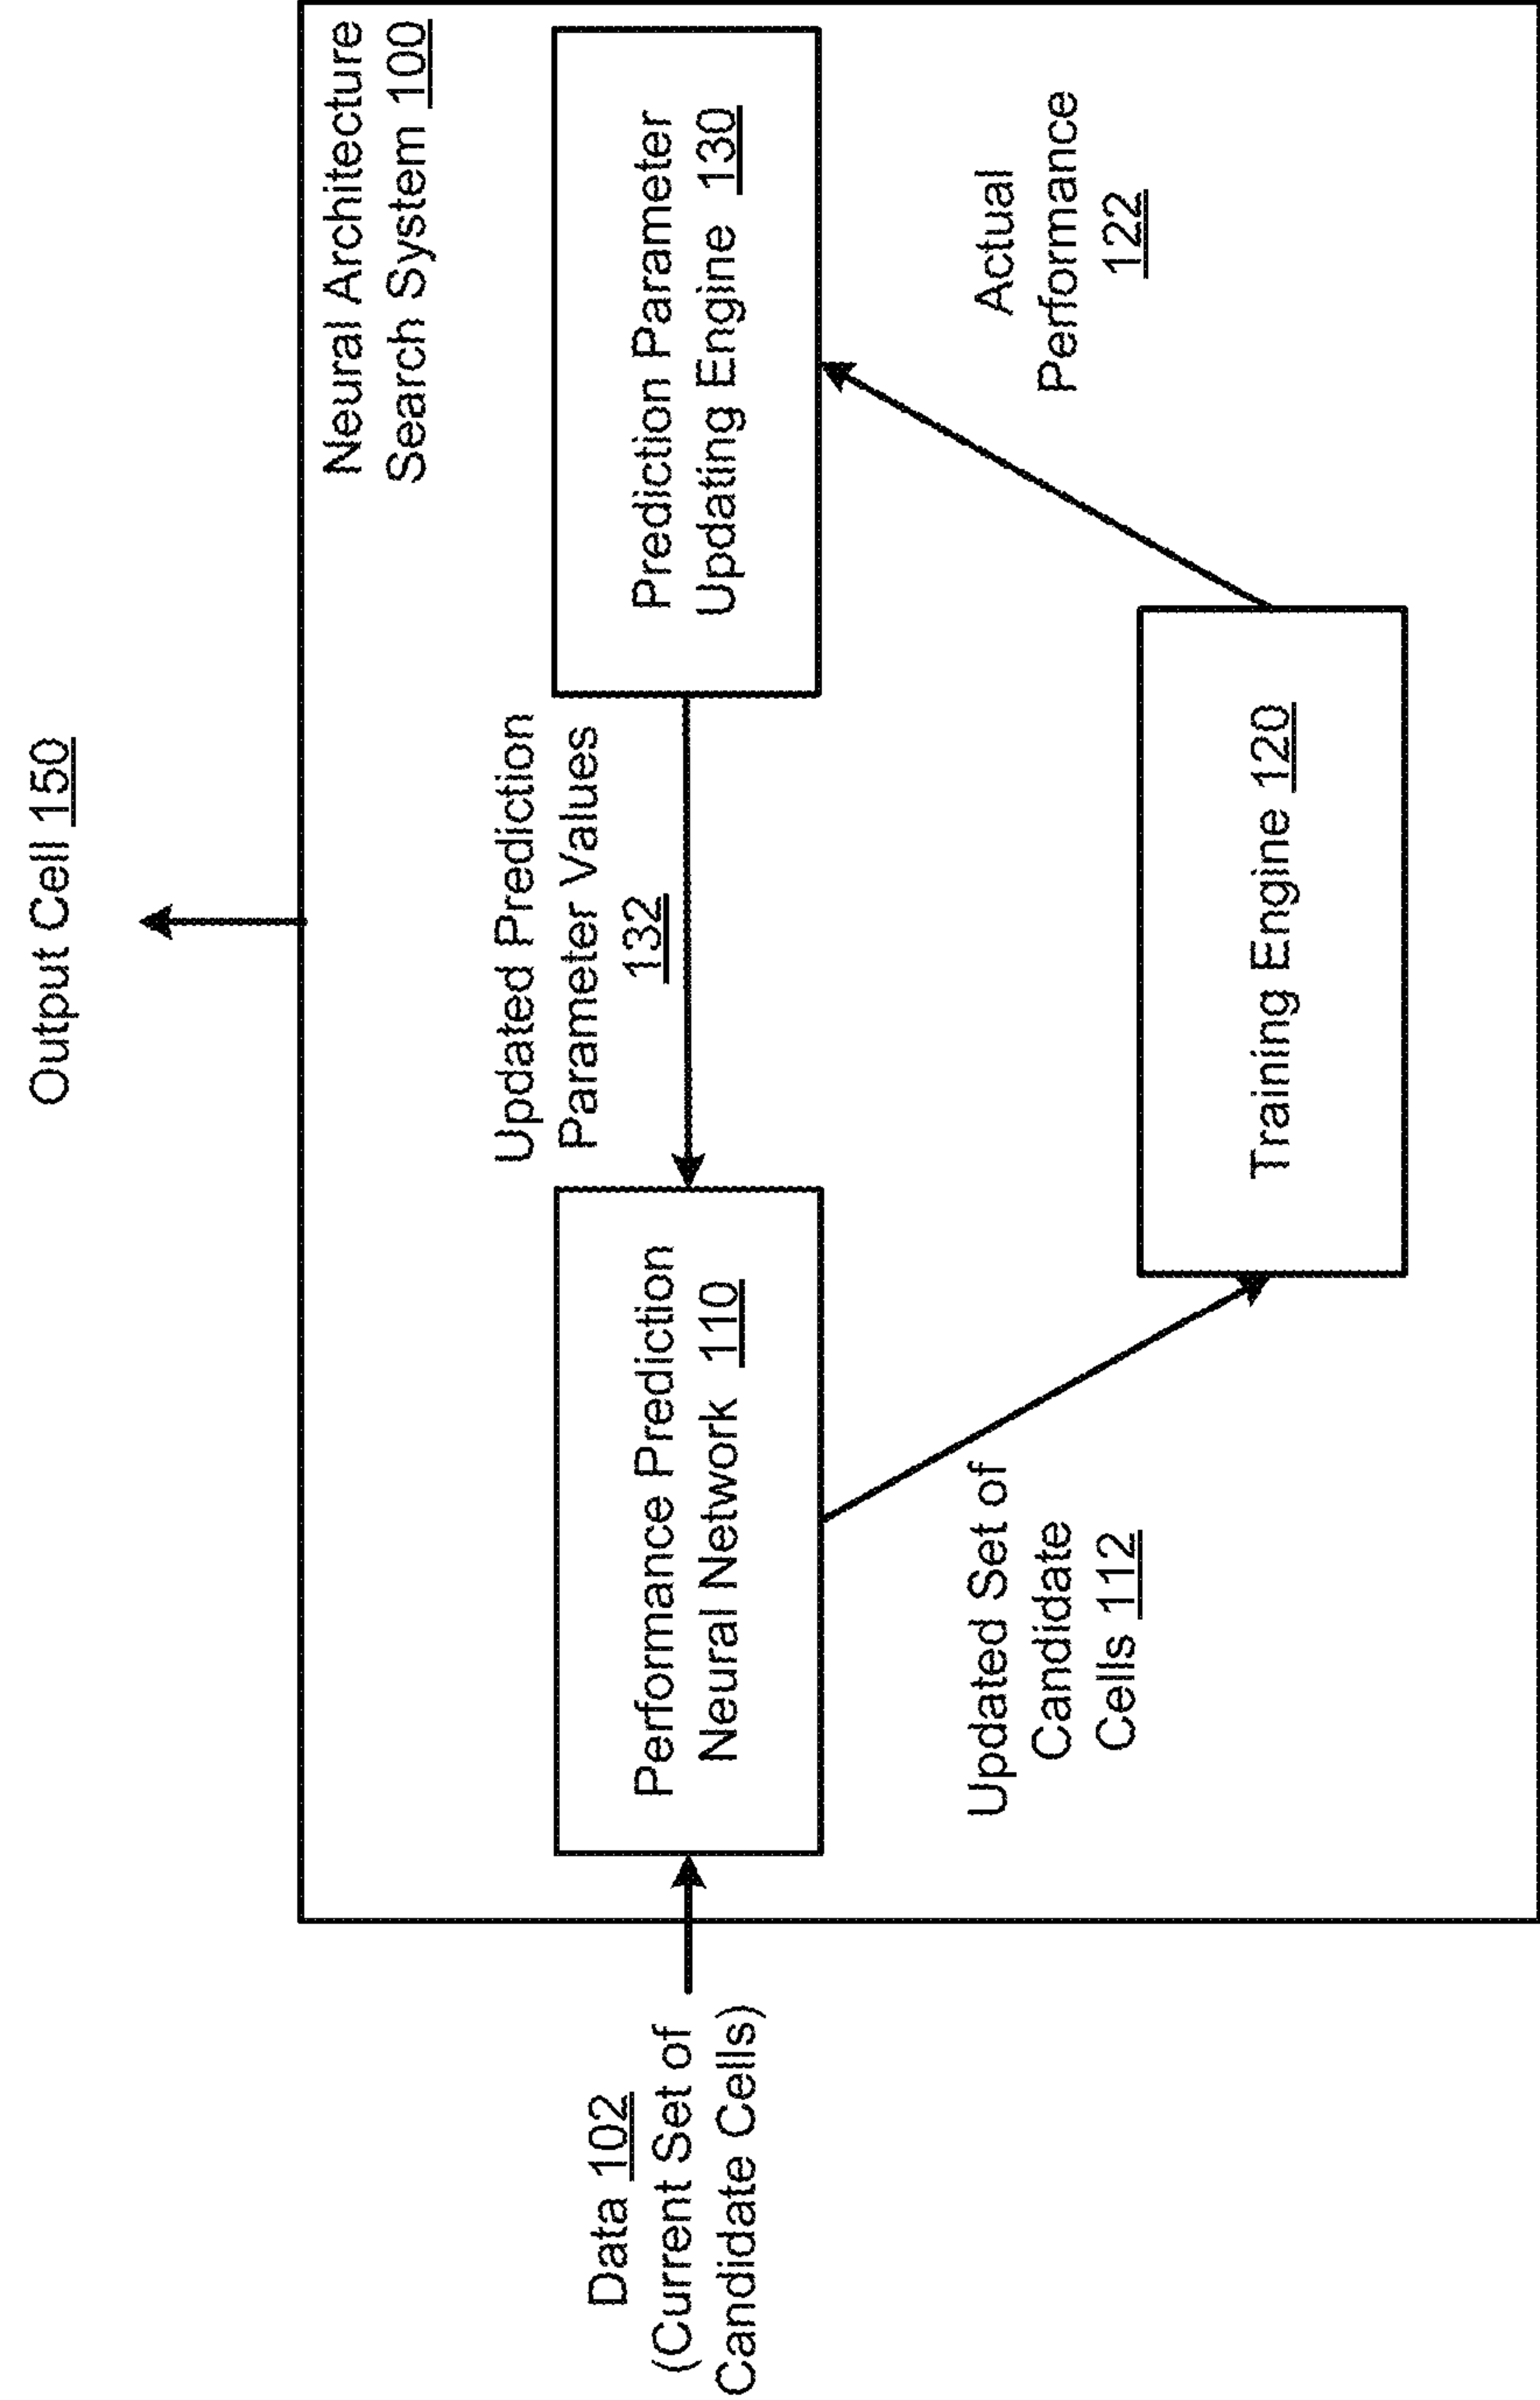 Output Cell 150
Neural Architecture
Search System 100
Data 102
(Current Set of
Candidate Cells)
Performance Prediction
Neural Network 110
Updated Prediction
Parameter Values
132
Prediction Parameter
Updating Engine 130
Updated Set of
Candidate
Cells 112
Training Engine 120
Actual
Performance
122